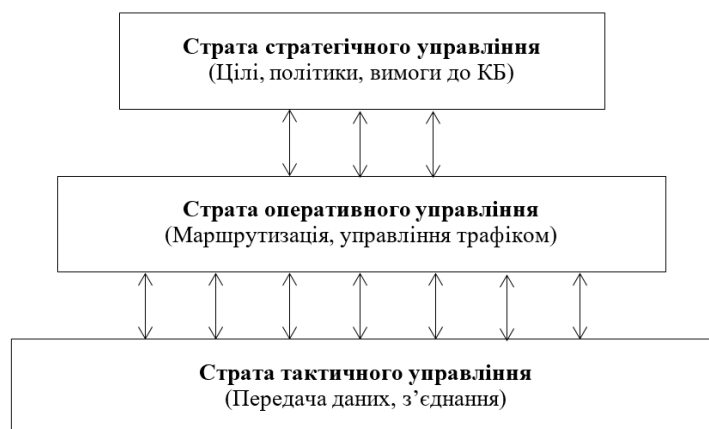 Страта стратегічного управління
(Цілі, політики, вимоги до КБ)
Страта оперативного управління
(Маршрутизація, управління трафіком)
Страта тактичного управління
(Передача даних, з’єднання)